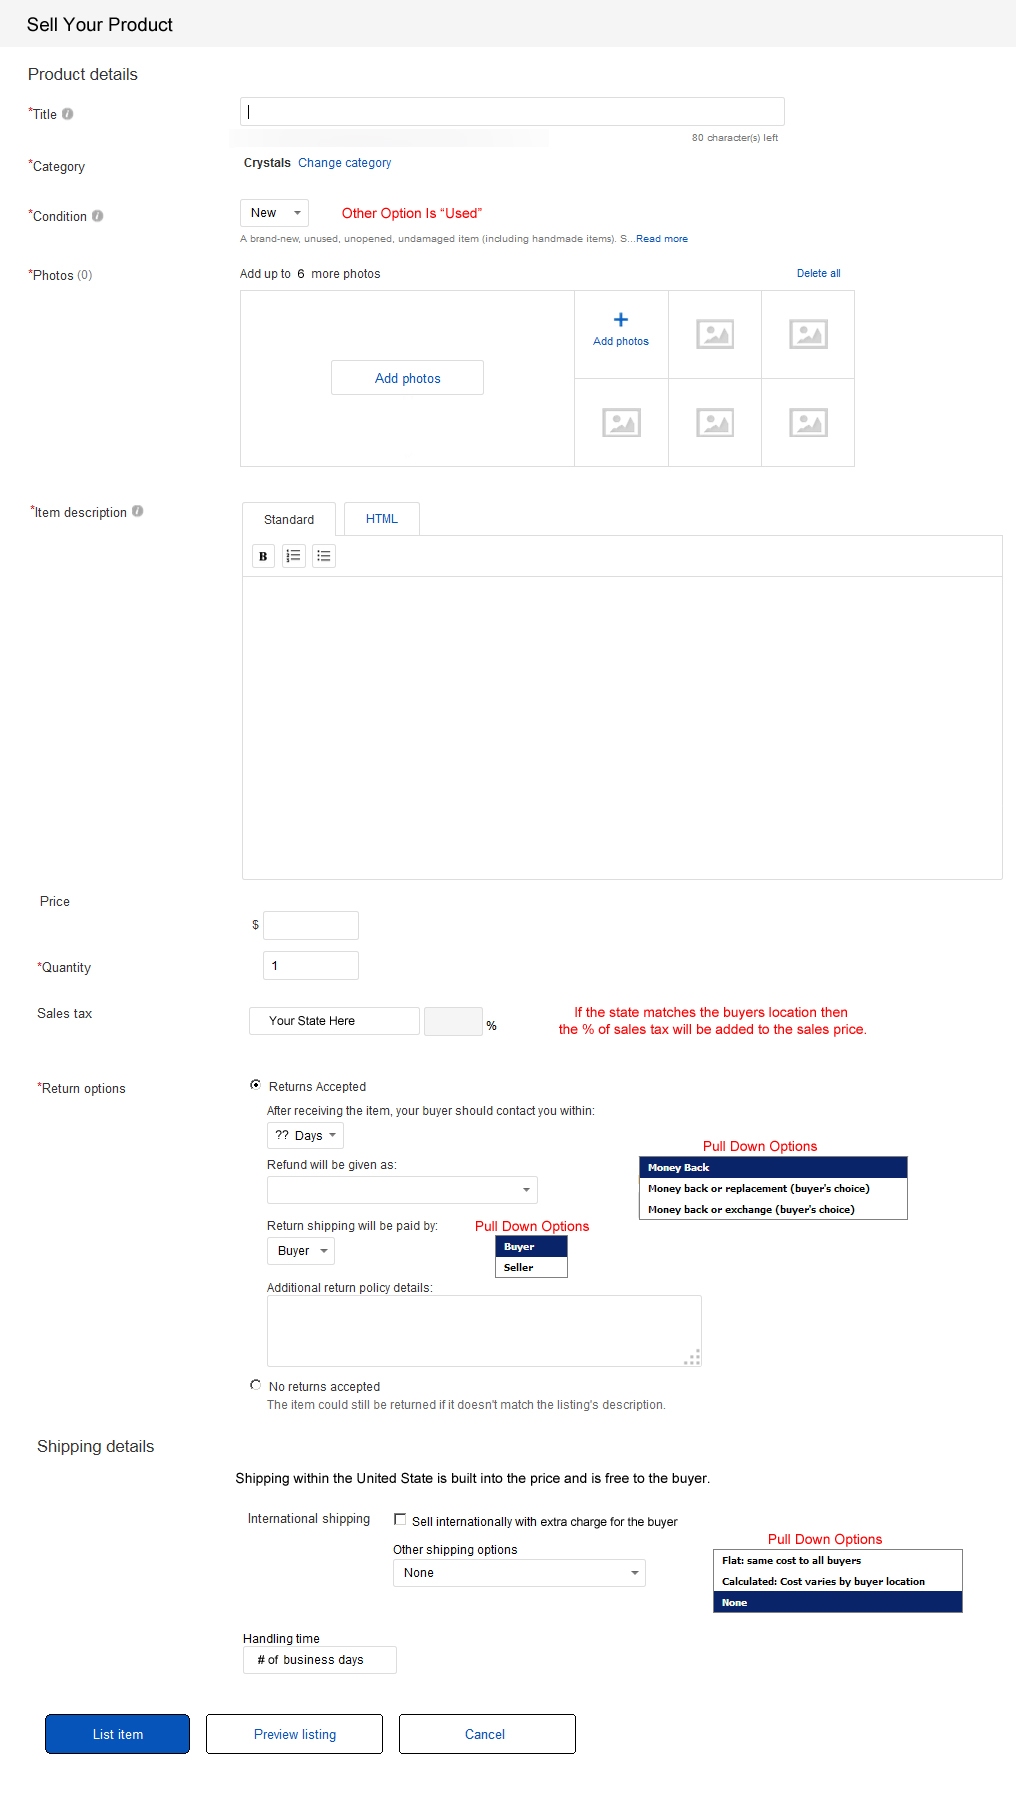 Sell Your Product
Product details
*Title
80 character(s) left
*Category
Crystals Change category
*Condition
New
Other Option Is “Used”
A brand-new, unused, unopened, undamaged item (including handmade items). S...Read more
*Photos (0)
Add up to 6 more photos
Delete all
Add photos
Add photos
*Item description
Standard
HTML
B
Price
$
*Quantity
1
Sales tax
Your State Here
%
If the state matches the buyers location then
the % of sales tax will be added to the sales price.
*Return options
Returns Accepted
After receiving the item, your buyer should contact you within:
?? Days
Refund will be given as:
Pull Down Options
Money Back
Money back or replacement (buyer's choice)
Money back or exchange (buyer's choice)
Return shipping will be paid by:
Buyer
Pull Down Options
Buyer
Seller
Additional return policy details:
No returns accepted
The item could still be returned if it doesn't match the listing's description.
Shipping details
Shipping within the United State is built into the price and is free to the buyer.
International shipping
Sell internationally with extra charge for the buyer
Other shipping options
None
Pull Down Options
Flat: same cost to all buyers
Calculated: Cost varies by buyer location
None
Handling time
# of business days
List item
Preview listing
Cancel